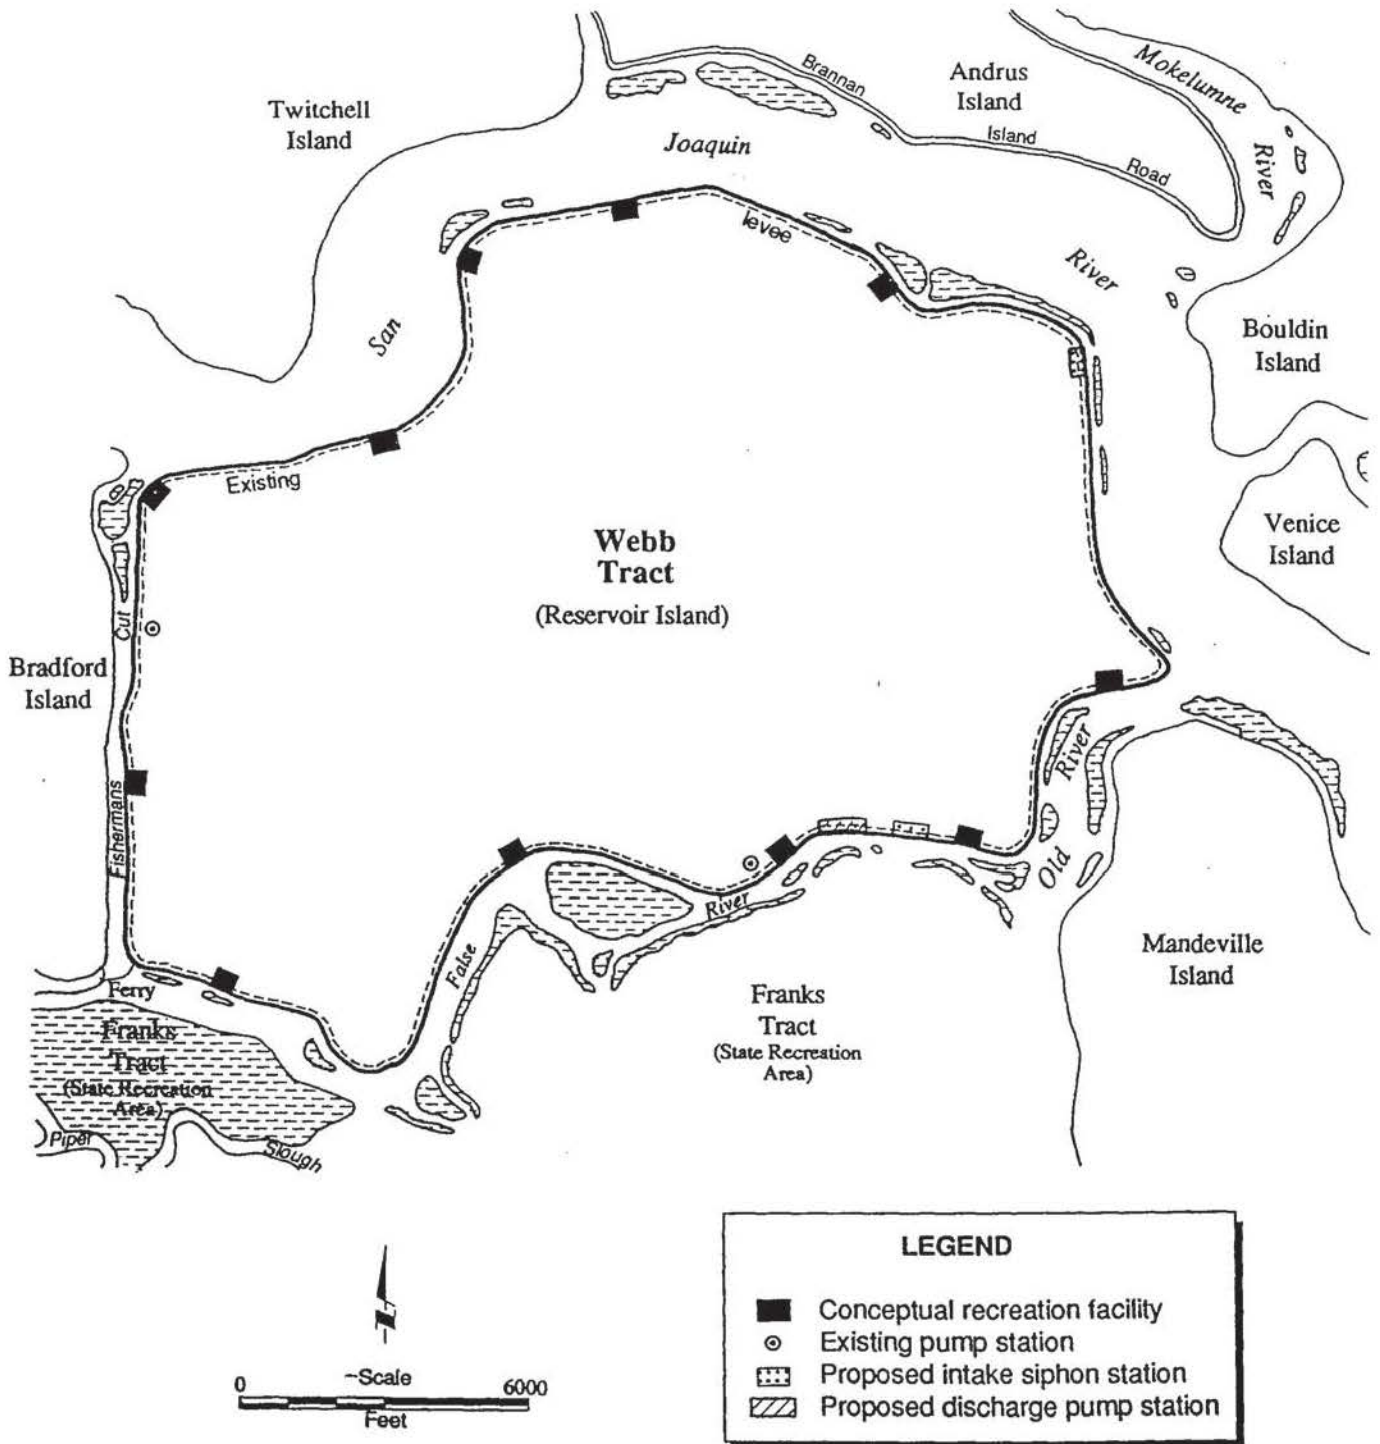 Mokelumne
River
Andrus
Island
Brannan
Island
Road
Twitchell
Island
Joaquin
levee
River
San
Bouldin
Island
Existing
Webb
Tract
(Reservoir Island)
Venice
Island
Cut
Bradford
Island
River
Fishermans
Old
River
False
Mandeville
Island
Ferry
Franks
Tract
(State Recreation
Area)
Franks
Tract
(State Recreation
Area)
Piper
Slough
N
~Scale
0
6000
Feet
LEGEND
Conceptual recreation facility
Existing pump station
Proposed intake siphon station
Proposed discharge pump station